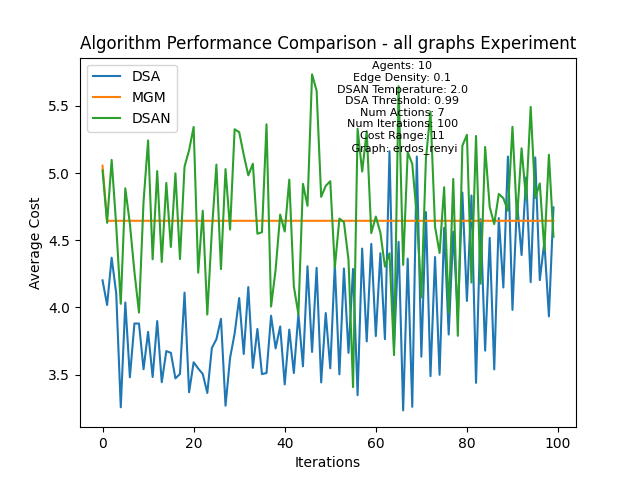 Algorithm Performance Comparison - all graphs Experiment
DSA
MGM
DSAN
Agents: 10
Edge Density: 0.1
DSAN Temperature: 2.0
DSA Threshold: 0.99
Num Actions: 7
Num Iterations: 100
Cost Range: 11
Graph: erdos_renyi
Average Cost
5.5
5.0
4.5
4.0
3.5
0 20 40 60 80 100
Iterations